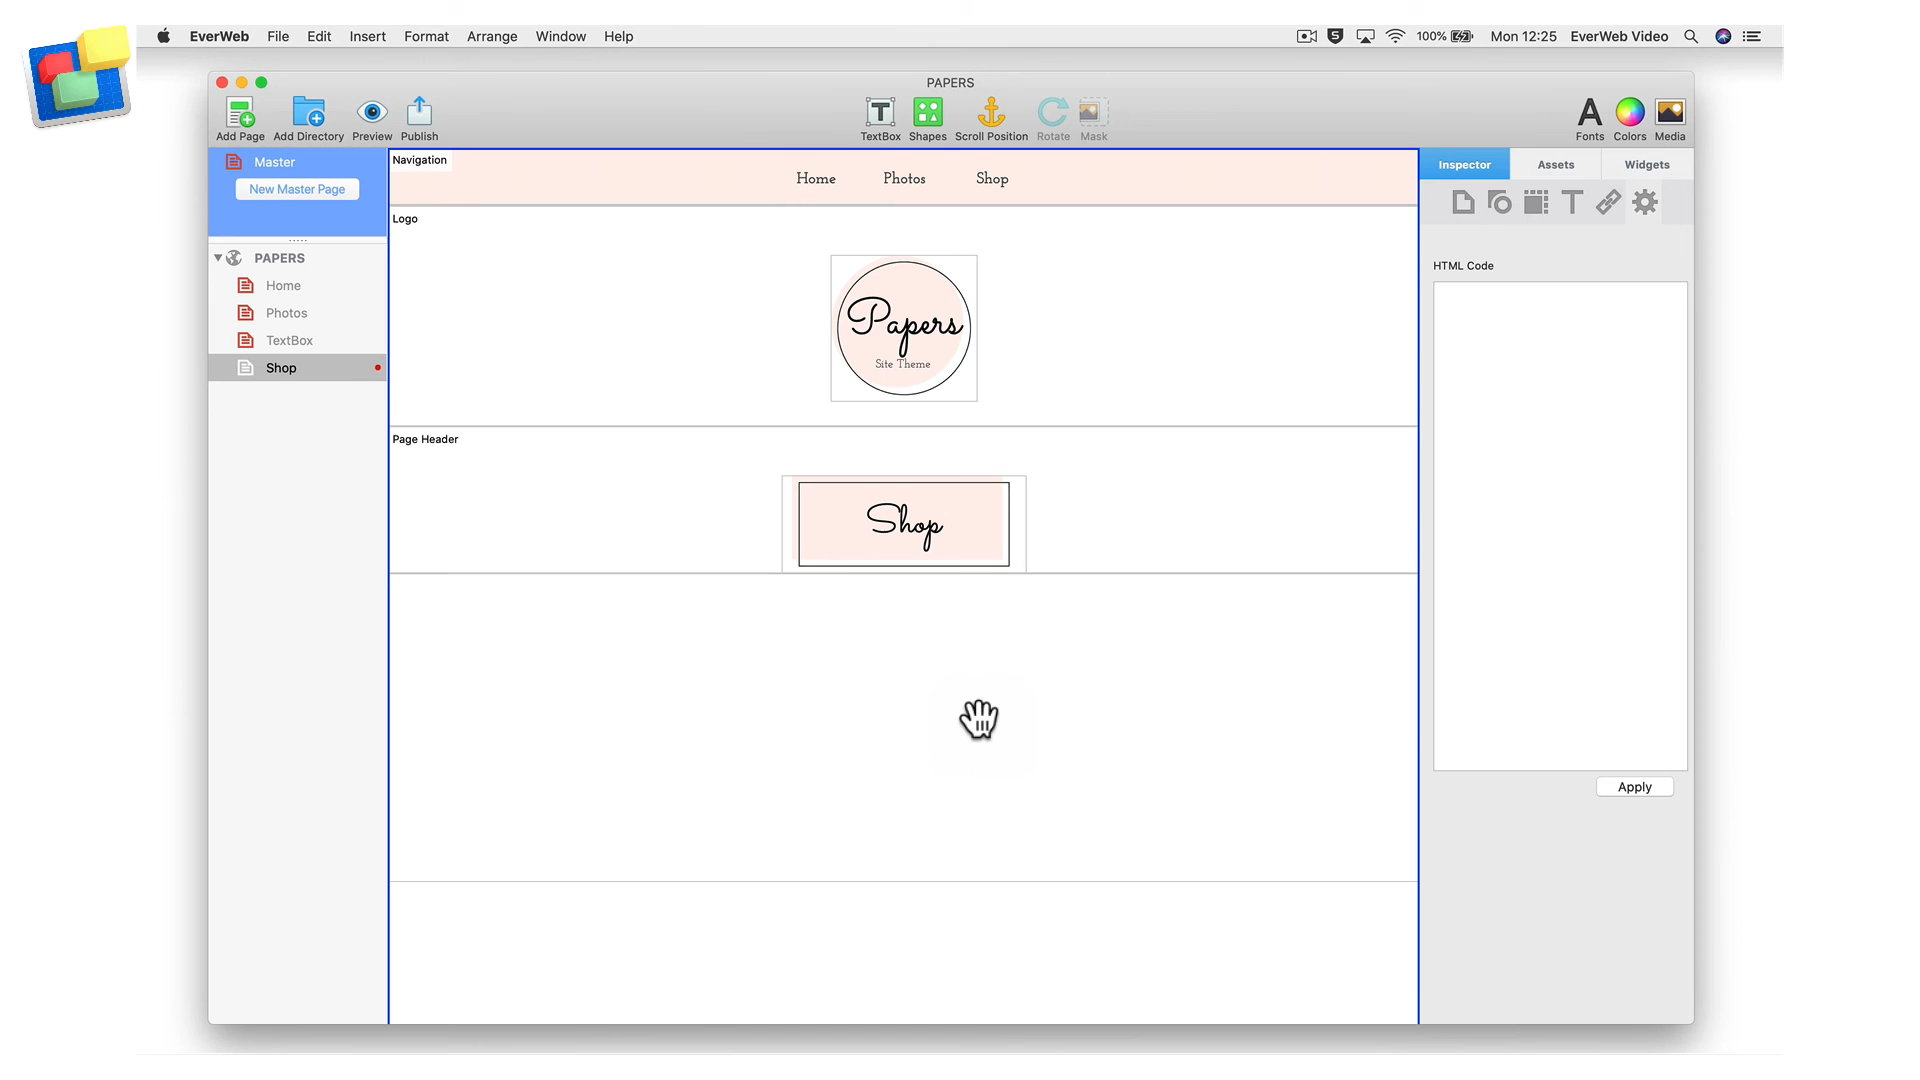 EverWeb File Edit Insert Format Arrange Window Help 100% Mon 12:25 EverWeb Video
PAPERS
Add Page Add Directory Preview Publish TextBox Shapes Scroll Position Rotate Mask Fonts Colors Media
Master
New Master Page
PAPERS
Home
Photos
TextBox
Shop
Navigation
Home Photos Shop
Logo
Papers
Site Theme
Page Header
Shop
Inspector Assets Widgets
HTML Code
Apply